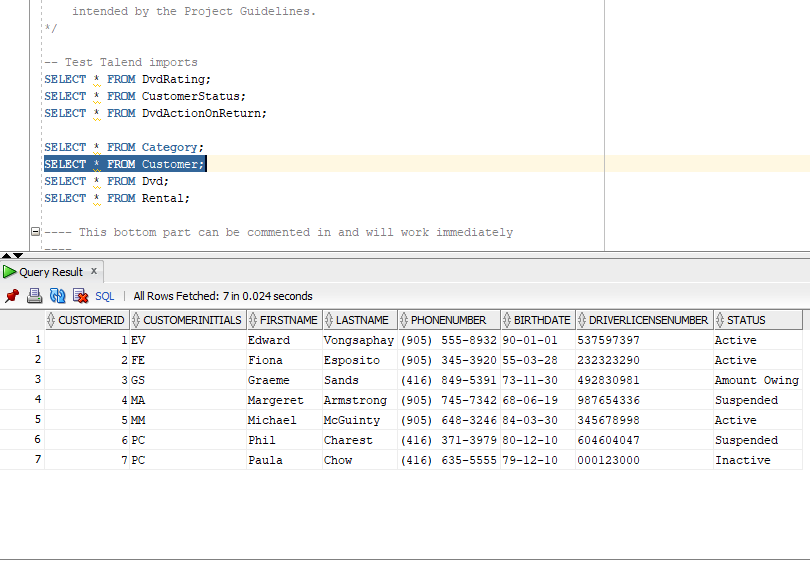 intended by the Project Guidelines.
*/
-- Test Talend imports
SELECT * FROM DvdRating;
SELECT * FROM CustomerStatus;
SELECT * FROM DvdActionOnReturn;
SELECT * FROM Category;
SELECT * FROM Customer;
SELECT * FROM Dvd;
SELECT * FROM Rental;
---- This bottom part can be commented in and will work immediately
----
Query Result x
SQL | All Rows Fetched: 7 in 0.024 seconds
CUSTOMERID CUSTOMERINITIALS FIRSTNAME LASTNAME PHONENUMBER BIRTHDATE DRIVERLICENSENUMBER STATUS
1 1 EV Edward Vongsaphay (905) 555-8932 90-01-01 537597397 Active
2 2 FE Fiona Esposito (905) 345-3920 55-03-28 232323290 Active
3 3 GS Graeme Sands (416) 849-5391 73-11-30 492830981 Amount Owing
4 4 MA Margeret Armstrong (905) 745-7342 68-06-19 987654336 Suspended
5 5 MM Michael McGuinty (905) 648-3246 84-03-30 345678998 Active
6 6 PC Phil Charest (416) 371-3979 80-12-10 604604047 Suspended
7 7 PC Paula Chow (416) 635-5555 79-12-10 000123000 Inactive